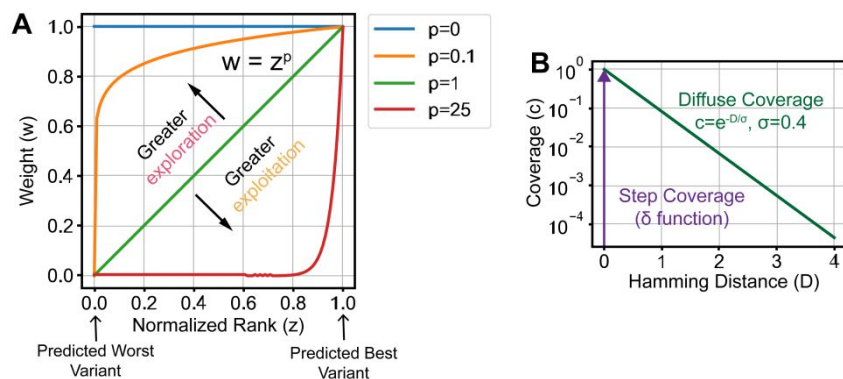 A
w = z^p
Greater
exploration
Greater
exploitation
Weight (w)
1.0
0.8
0.6
0.4
0.2
0.0
0.0 0.2 0.4 0.6 0.8 1.0
Normalized Rank (z)
Predicted Worst
Variant
Predicted Best
Variant
p=0
p=0.1
p=1
p=25
B
Diffuse Coverage
c=e^-D/σ, σ=0.4
Step Coverage
(δ function)
Coverage (c)
10^0
10^-1
10^-2
10^-3
10^-4
0 1 2 3 4
Hamming Distance (D)